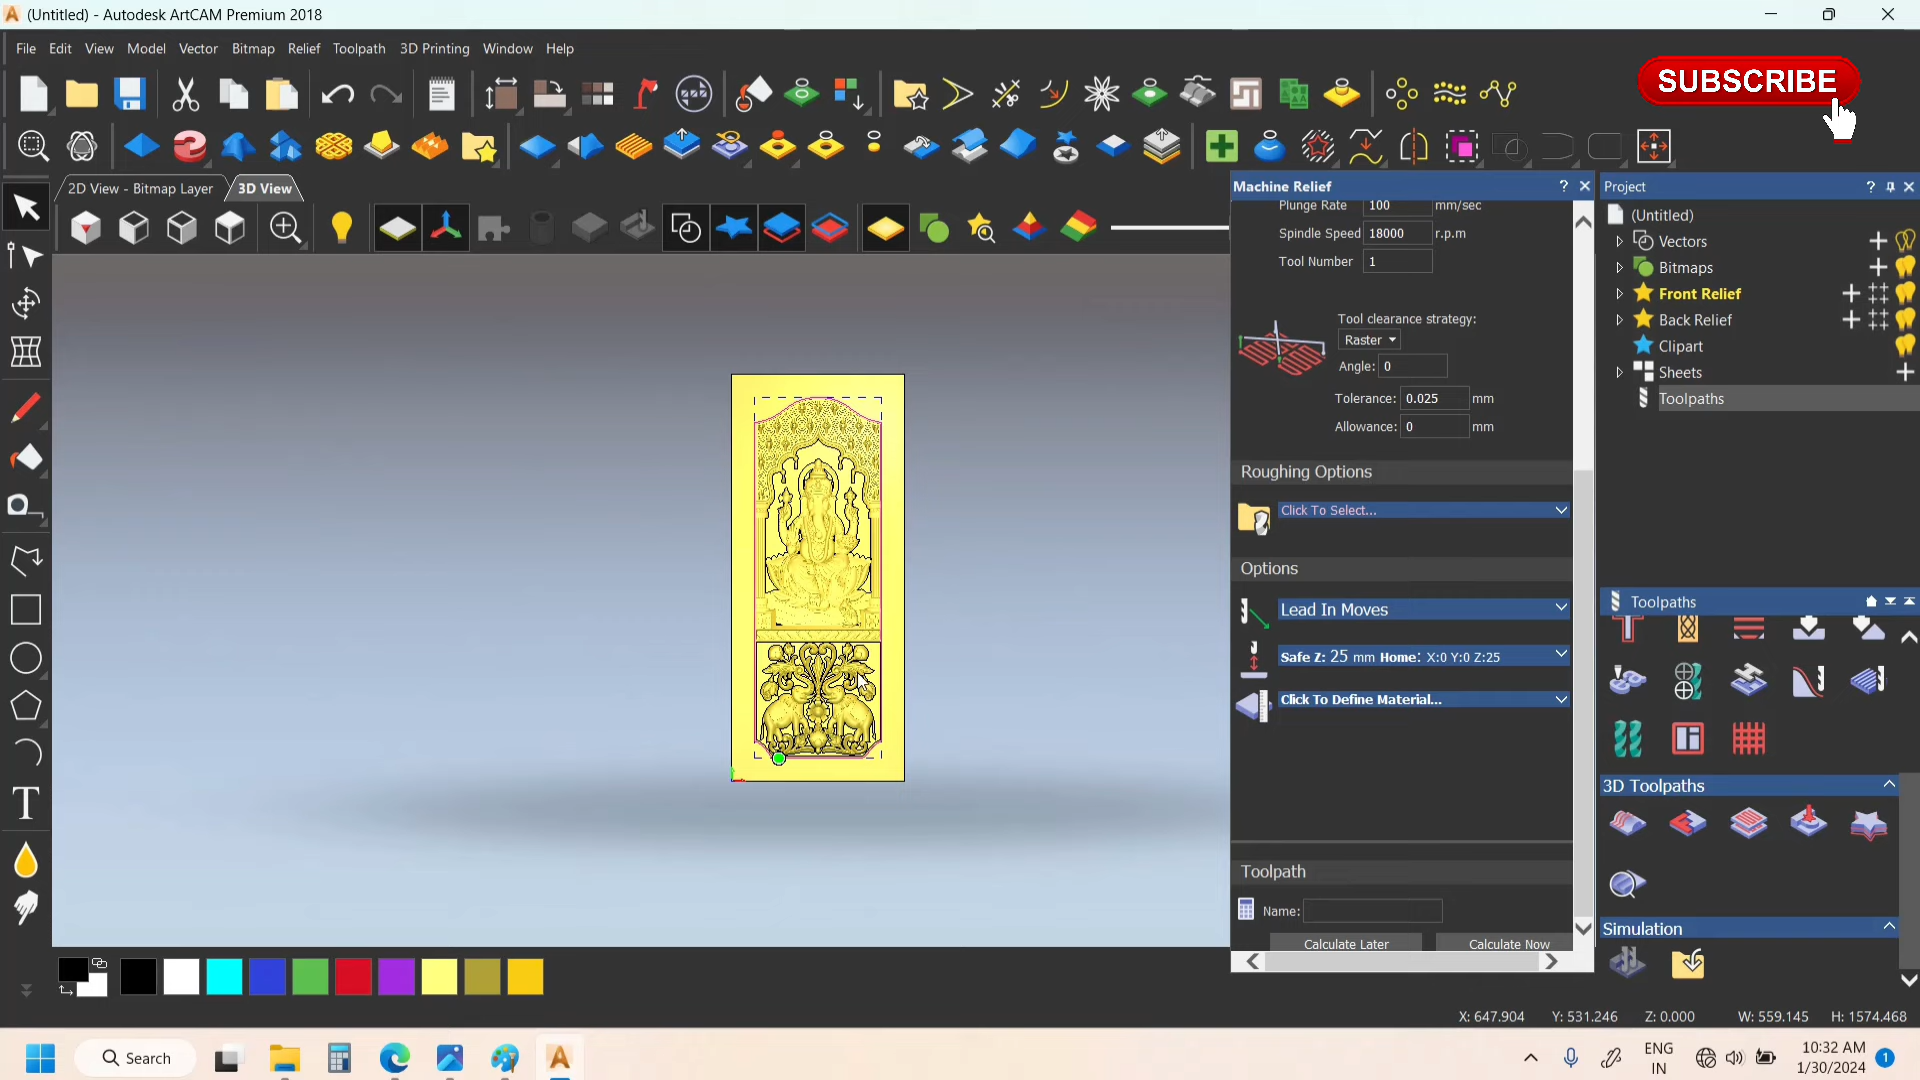 (Untitled) - Autodesk ArtCAM Premium 2018
File Edit View Model Vector Bitmap Relief Toolpath 3D Printing Window Help
SUBSCRIBE
2D View - Bitmap Layer 3D View
Machine Relief ?
Plunge Rate 100 mm/sec
Spindle Speed 18000 r.p.m
Tool Number 1
Tool clearance strategy:
Raster
Angle: 0
Tolerance: 0.025 mm
Allowance: 0 mm
Roughing Options
Click To Select...
Options
Lead In Moves
Safe Z: 25 mm Home: X:0 Y:0 Z:25
Click To Define Material...
Toolpath
Name:
Calculate Later Calculate Now
Project ?
(Untitled)
Vectors
Bitmaps
Front Relief
Back Relief
Clipart
Sheets
Toolpaths
Toolpaths
3D Toolpaths
Simulation
X: 647.904 Y: 531.246 Z: 0.000 W: 559.145 H: 1574.468
Search
ENG
IN
10:32 AM
1/30/2024
1